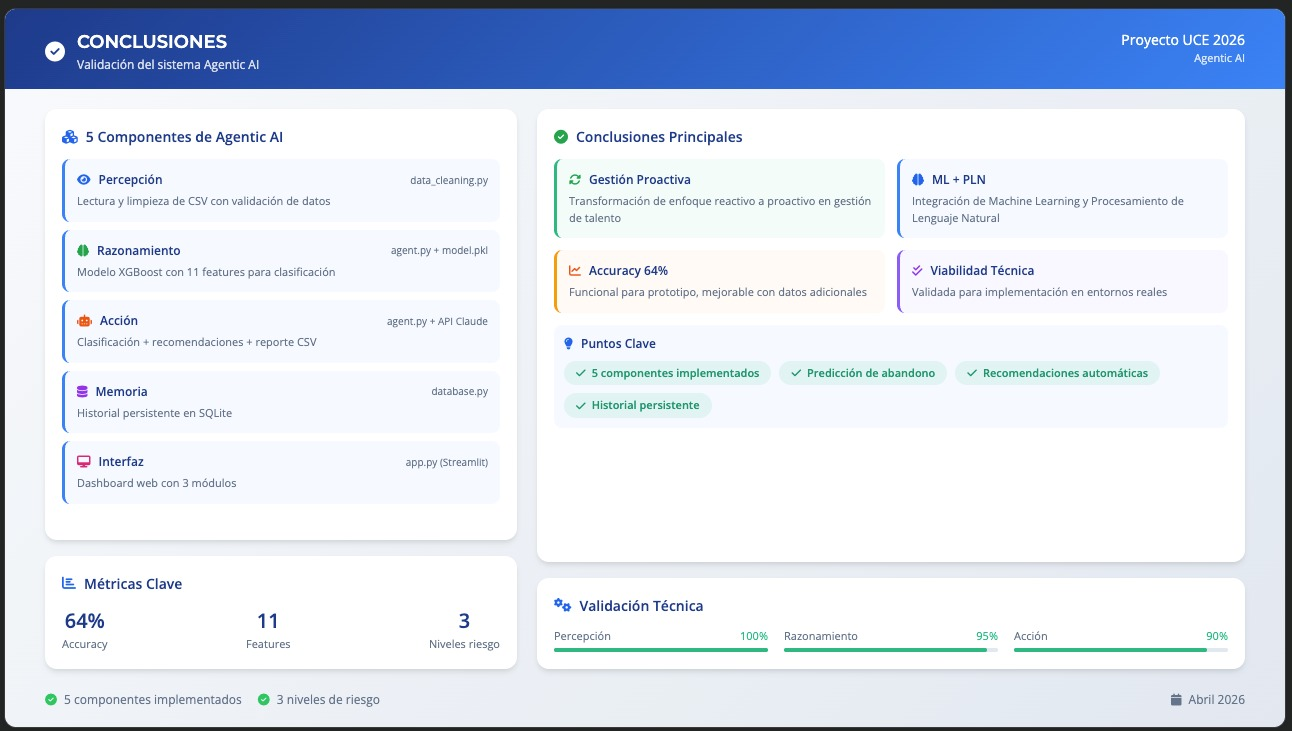 CONCLUSIONES
Validación del sistema Agentic AI
Proyecto UCE 2026
Agentic AI
5 Componentes de Agentic AI
Percepción
data_cleaning.py
Lectura y limpieza de CSV con validación de datos
Razonamiento
agent.py + model.pkl
Modelo XGBoost con 11 features para clasificación
Acción
agent.py + API Claude
Clasificación + recomendaciones + reporte CSV
Memoria
database.py
Historial persistente en SQLite
Interfaz
app.py (Streamlit)
Dashboard web con 3 módulos
Métricas Clave
64%
Accuracy
11
Features
3
Niveles riesgo
Conclusiones Principales
Gestión Proactiva
Transformación de enfoque reactivo a proactivo en gestión
de talento
ML + PLN
Integración de Machine Learning y Procesamiento de
Lenguaje Natural
Accuracy 64%
Funcional para prototipo, mejorable con datos adicionales
Viabilidad Técnica
Validada para implementación en entornos reales
Puntos Clave
5 componentes implementados
Predicción de abandono
Recomendaciones automáticas
Historial persistente
Validación Técnica
Percepción
100%
Razonamiento
95%
Acción
90%
5 componentes implementados
3 niveles de riesgo
Abril 2026